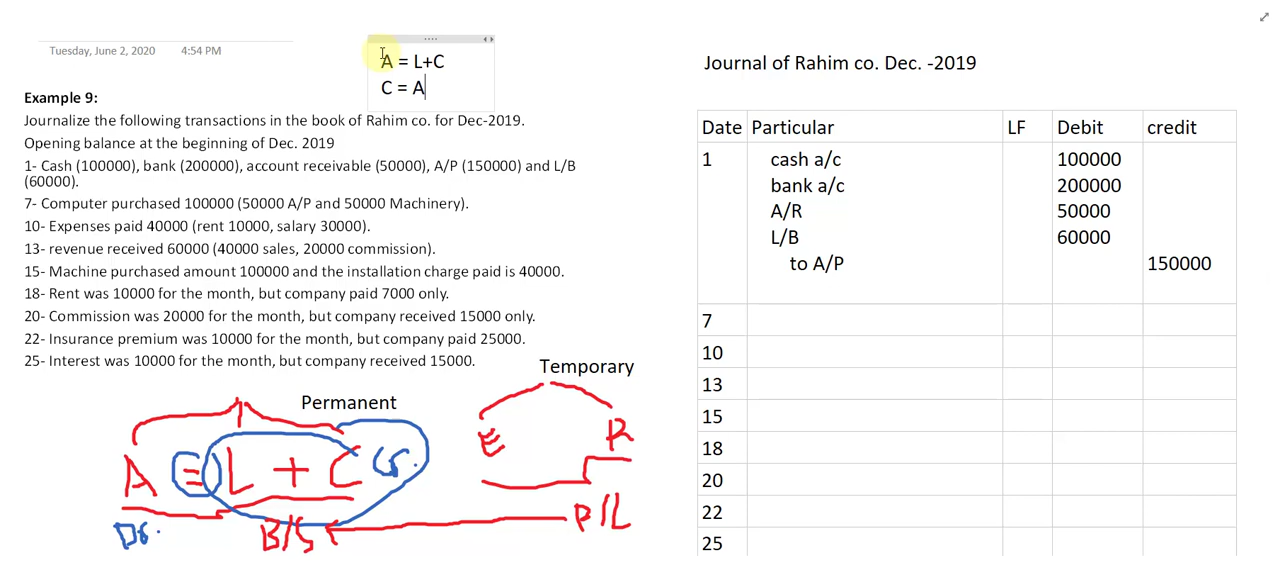 Tuesday, June 2, 2020 4:54 PM
A = L+C
C = A
Example 9:
Journalize the following transactions in the book of Rahim co. for Dec-2019.
Opening balance at the beginning of Dec. 2019
1- Cash (100000), bank (200000), account receivable (50000), A/P (150000) and L/B
(60000).
7- Computer purchased 100000 (50000 A/P and 50000 Machinery).
10- Expenses paid 40000 (rent 10000, salary 30000).
13- revenue received 60000 (40000 sales, 20000 commission).
15- Machine purchased amount 100000 and the installation charge paid is 40000.
18- Rent was 10000 for the month, but company paid 7000 only.
20- Commission was 20000 for the month, but company received 15000 only.
22- Insurance premium was 10000 for the month, but company paid 25000.
25- Interest was 10000 for the month, but company received 15000.
Temporary
Permanent
E R
A = L + C Cr.
Dr. B/S P/L
Journal of Rahim co. Dec. -2019
Date Particular LF Debit credit
1 cash a/c 100000
bank a/c 200000
A/R 50000
L/B 60000
to A/P 150000
7
10
13
15
18
20
22
25